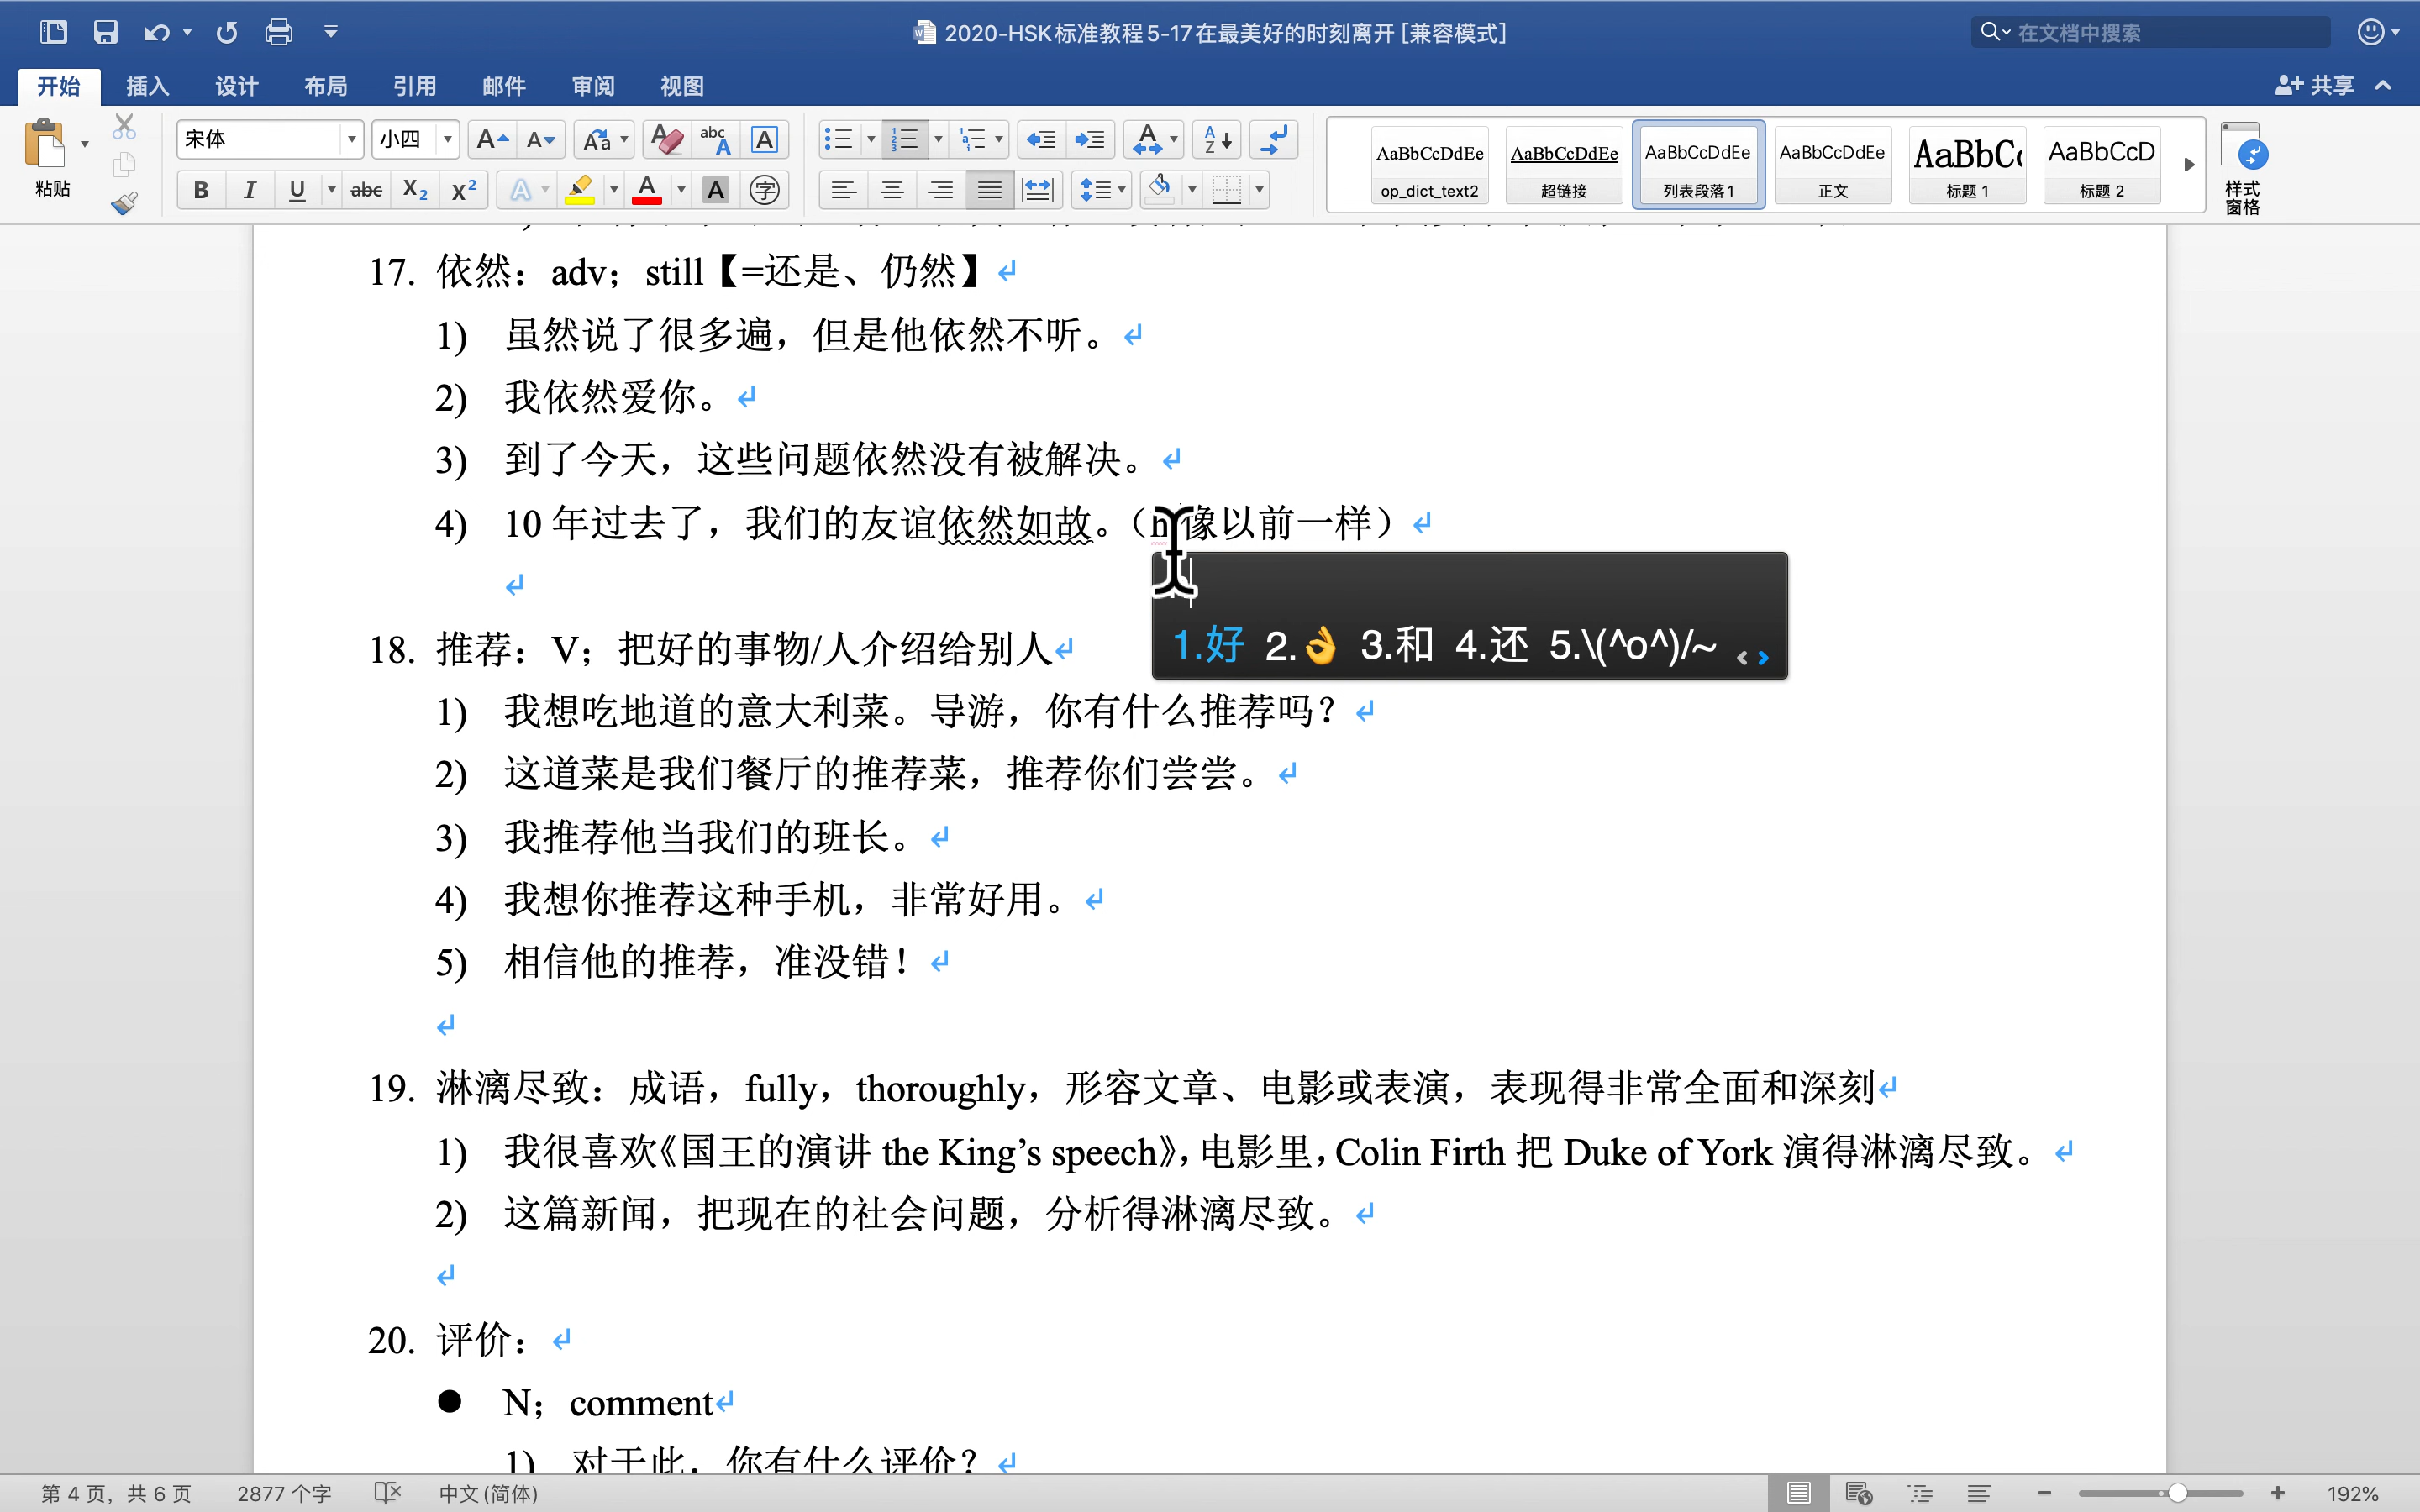 2020-HSK标准教程5-17在最美好的时刻离开 [兼容模式]
在文档中搜索
开始 插入 设计 布局 引用 邮件 审阅 视图
共享
粘贴
宋体 小四
AaBbCcDdEe AaBbCcDdEe AaBbCcDdEe AaBbCcDdEe AaBbCc AaBbCcD
op_dict_text2 超链接 列表段落1 正文 标题 1 标题 2
样式
窗格
17. 依然：adv；still【=还是、仍然】
1) 虽然说了很多遍，但是他依然不听。
2) 我依然爱你。
3) 到了今天，这些问题依然没有被解决。
4) 10 年过去了，我们的友谊依然如故。（h像以前一样）
1.好 2.👌 3.和 4.还 5.\(^o^)/~
18. 推荐：V；把好的事物/人介绍给别人
1) 我想吃地道的意大利菜。导游，你有什么推荐吗？
2) 这道菜是我们餐厅的推荐菜，推荐你们尝尝。
3) 我推荐他当我们的班长。
4) 我想你推荐这种手机，非常好用。
5) 相信他的推荐，准没错！
19. 淋漓尽致：成语，fully，thoroughly，形容文章、电影或表演，表现得非常全面和深刻
1) 我很喜欢《国王的演讲 the King’s speech》，电影里，Colin Firth 把 Duke of York 演得淋漓尽致。
2) 这篇新闻，把现在的社会问题，分析得淋漓尽致。
20. 评价：
● N；comment
1) 对于此，你有什么评价？
第 4 页，共 6 页 2877 个字 中文 (简体) 192%